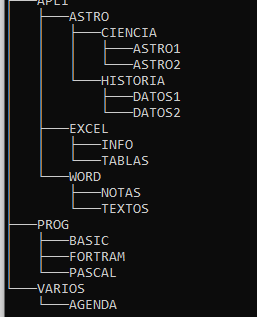 APLI
ASTRO
CIENCIA
ASTRO1
ASTRO2
HISTORIA
DATOS1
DATOS2
EXCEL
INFO
TABLAS
WORD
NOTAS
TEXTOS
PROG
BASIC
FORTRAM
PASCAL
VARIOS
AGENDA